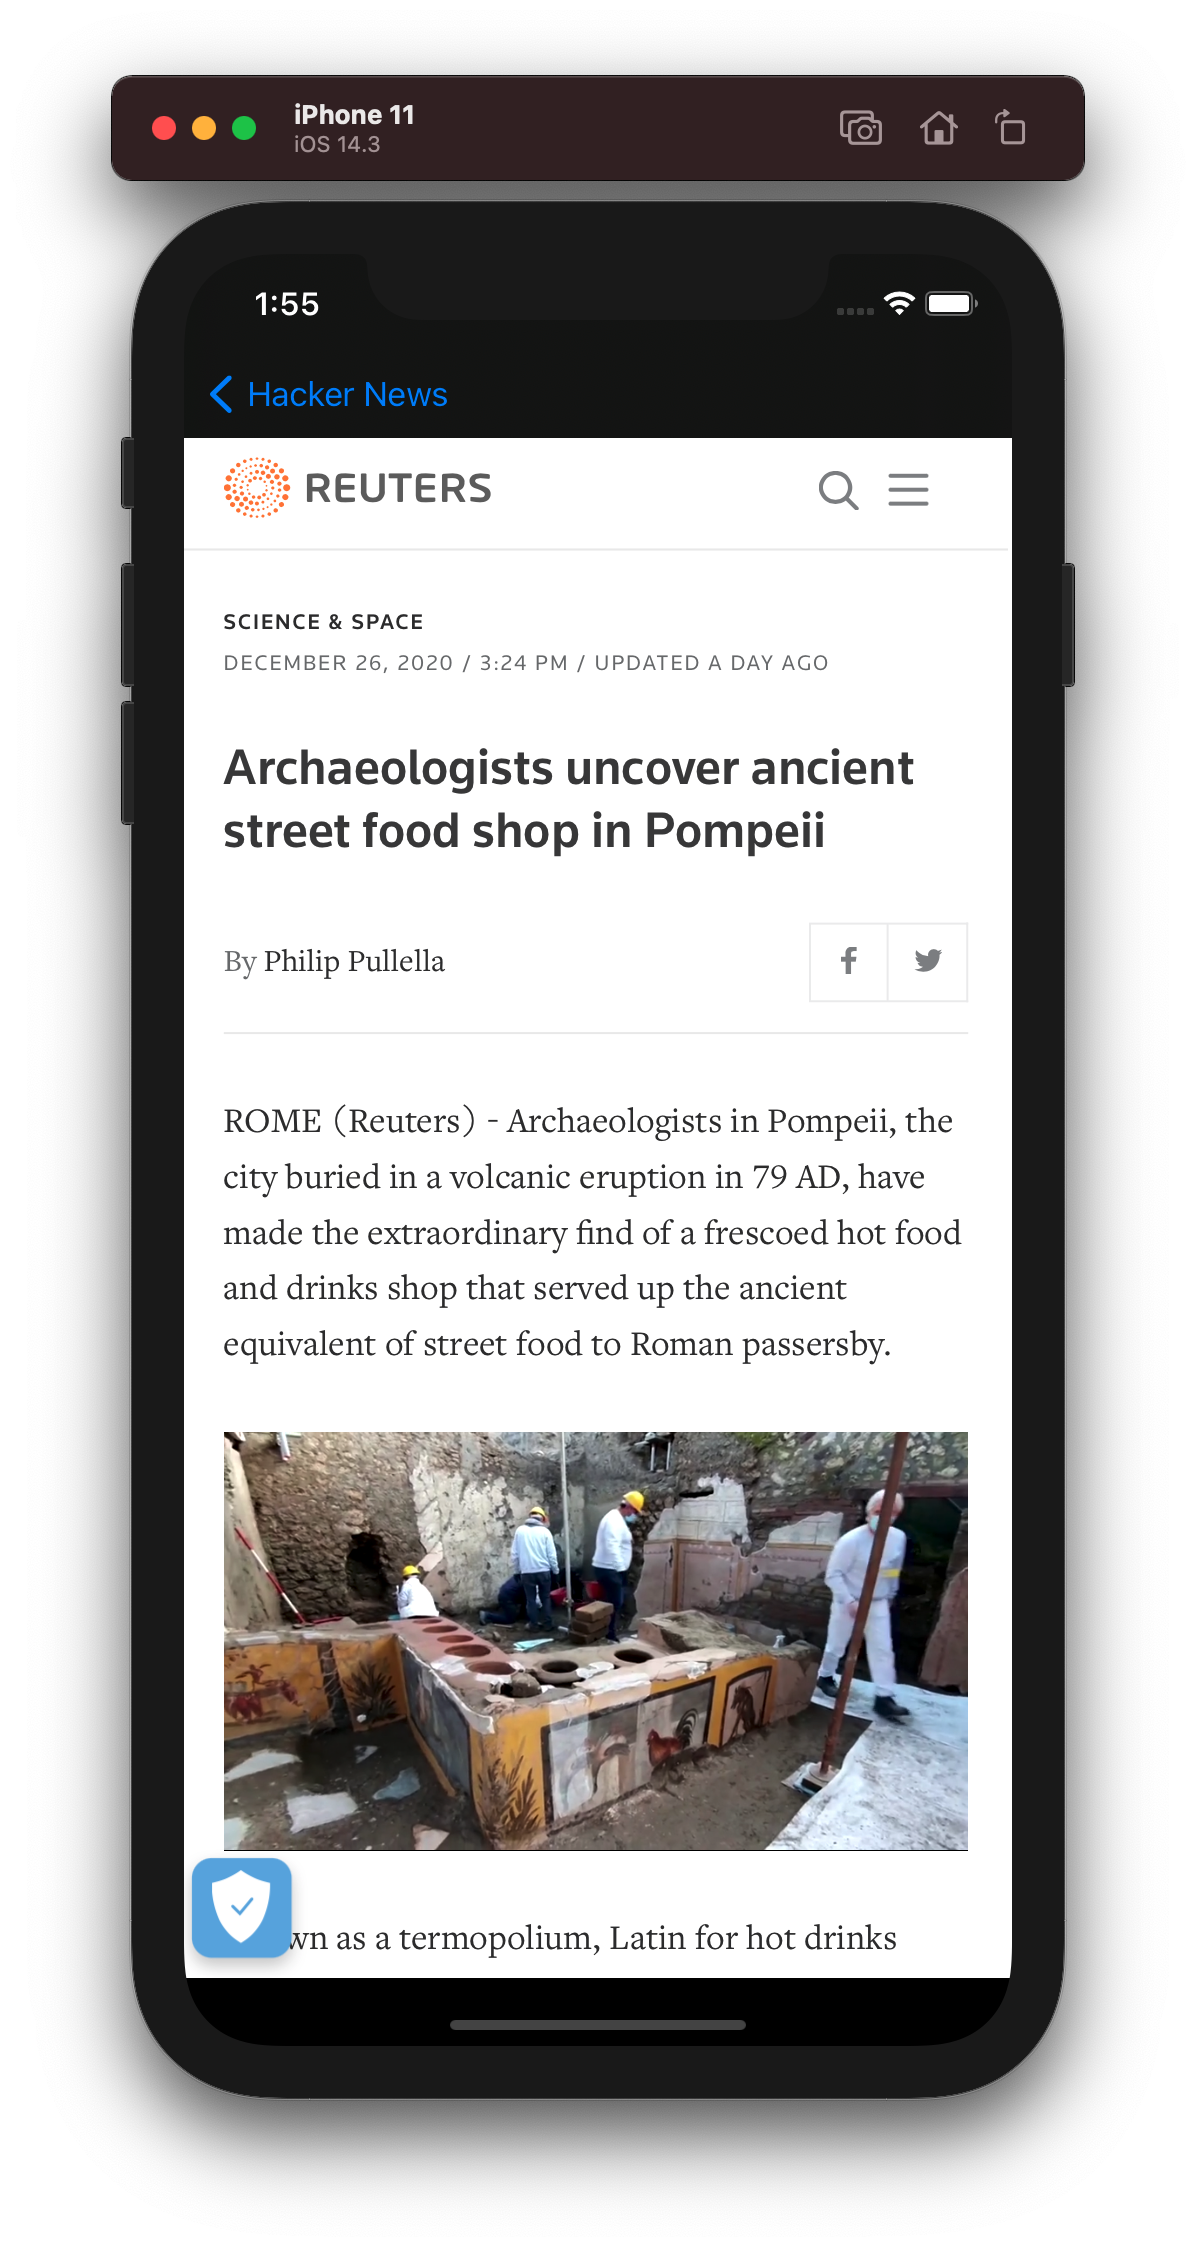 iPhone 11
iOS 14.3
1:55
Hacker News
REUTERS
SCIENCE & SPACE
DECEMBER 26, 2020 / 3:24 PM / UPDATED A DAY AGO
Archaeologists uncover ancient
street food shop in Pompeii
By Philip Pullella
ROME (Reuters) - Archaeologists in Pompeii, the
city buried in a volcanic eruption in 79 AD, have
made the extraordinary find of a frescoed hot food
and drinks shop that served up the ancient
equivalent of street food to Roman passersby.
as a termopolium, Latin for hot drinks